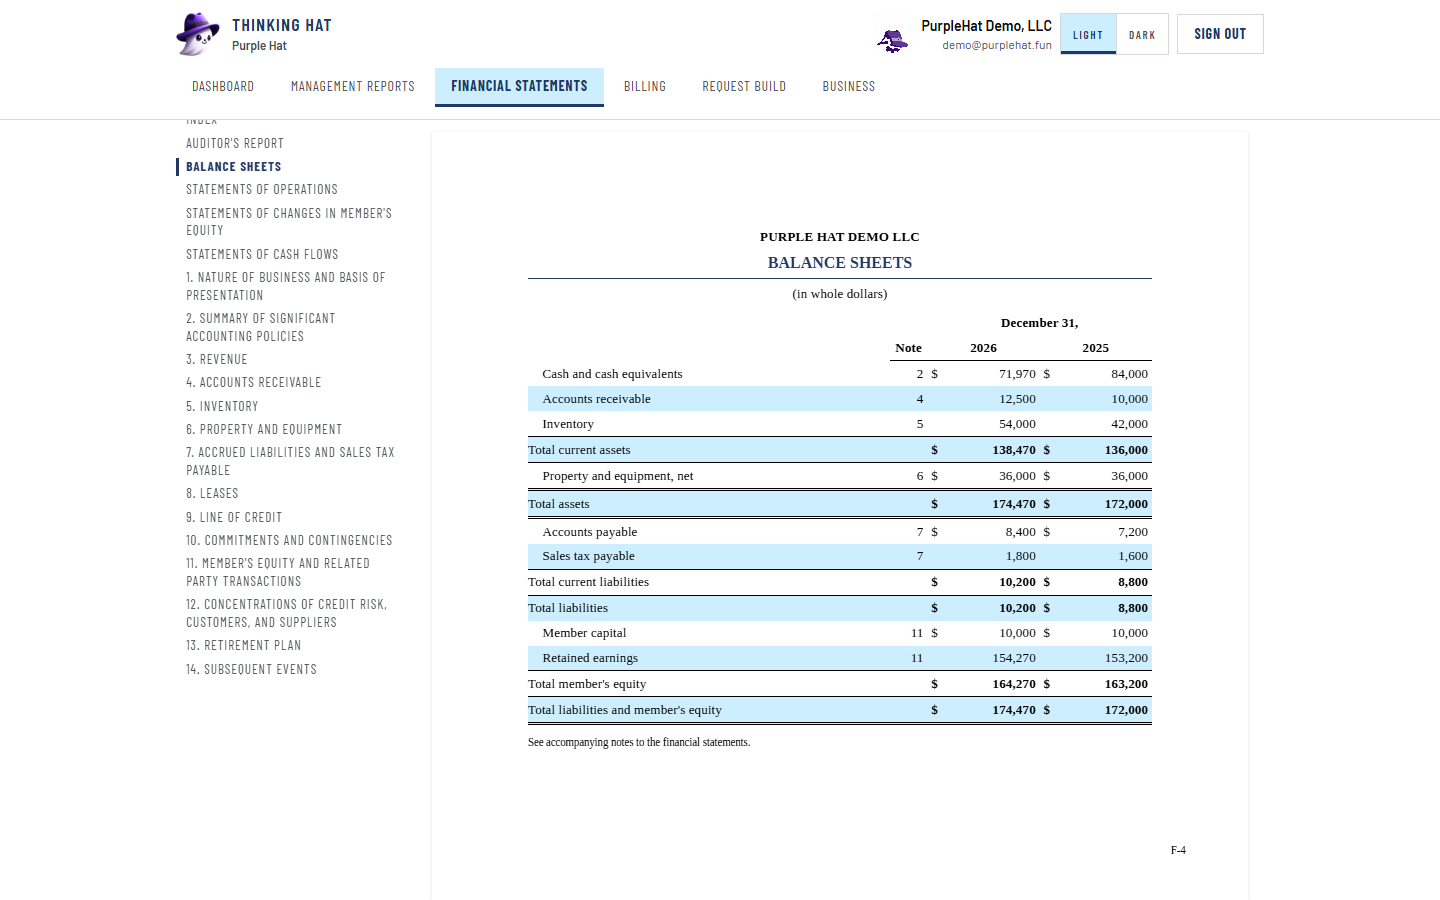 THINKING HAT
Purple Hat
PurpleHat Demo, LLC
demo@purplehat.fun
LIGHT
DARK
SIGN OUT
DASHBOARD
MANAGEMENT REPORTS
FINANCIAL STATEMENTS
BILLING
REQUEST BUILD
BUSINESS
INDEX
AUDITOR'S REPORT
BALANCE SHEETS
STATEMENTS OF OPERATIONS
STATEMENTS OF CHANGES IN MEMBER'S
EQUITY
STATEMENTS OF CASH FLOWS
1. NATURE OF BUSINESS AND BASIS OF
PRESENTATION
2. SUMMARY OF SIGNIFICANT
ACCOUNTING POLICIES
3. REVENUE
4. ACCOUNTS RECEIVABLE
5. INVENTORY
6. PROPERTY AND EQUIPMENT
7. ACCRUED LIABILITIES AND SALES TAX
PAYABLE
8. LEASES
9. LINE OF CREDIT
10. COMMITMENTS AND CONTINGENCIES
11. MEMBER'S EQUITY AND RELATED
PARTY TRANSACTIONS
12. CONCENTRATIONS OF CREDIT RISK,
CUSTOMERS, AND SUPPLIERS
13. RETIREMENT PLAN
14. SUBSEQUENT EVENTS
PURPLE HAT DEMO LLC
BALANCE SHEETS
(in whole dollars)
December 31,
Note 2026 2025
Cash and cash equivalents 2 $ 71,970 $ 84,000
Accounts receivable 4 12,500 10,000
Inventory 5 54,000 42,000
Total current assets $ 138,470 $ 136,000
Property and equipment, net 6 $ 36,000 $ 36,000
Total assets $ 174,470 $ 172,000
Accounts payable 7 $ 8,400 $ 7,200
Sales tax payable 7 1,800 1,600
Total current liabilities $ 10,200 $ 8,800
Total liabilities $ 10,200 $ 8,800
Member capital 11 $ 10,000 $ 10,000
Retained earnings 11 154,270 153,200
Total member's equity $ 164,270 $ 163,200
Total liabilities and member's equity $ 174,470 $ 172,000
See accompanying notes to the financial statements.
F-4